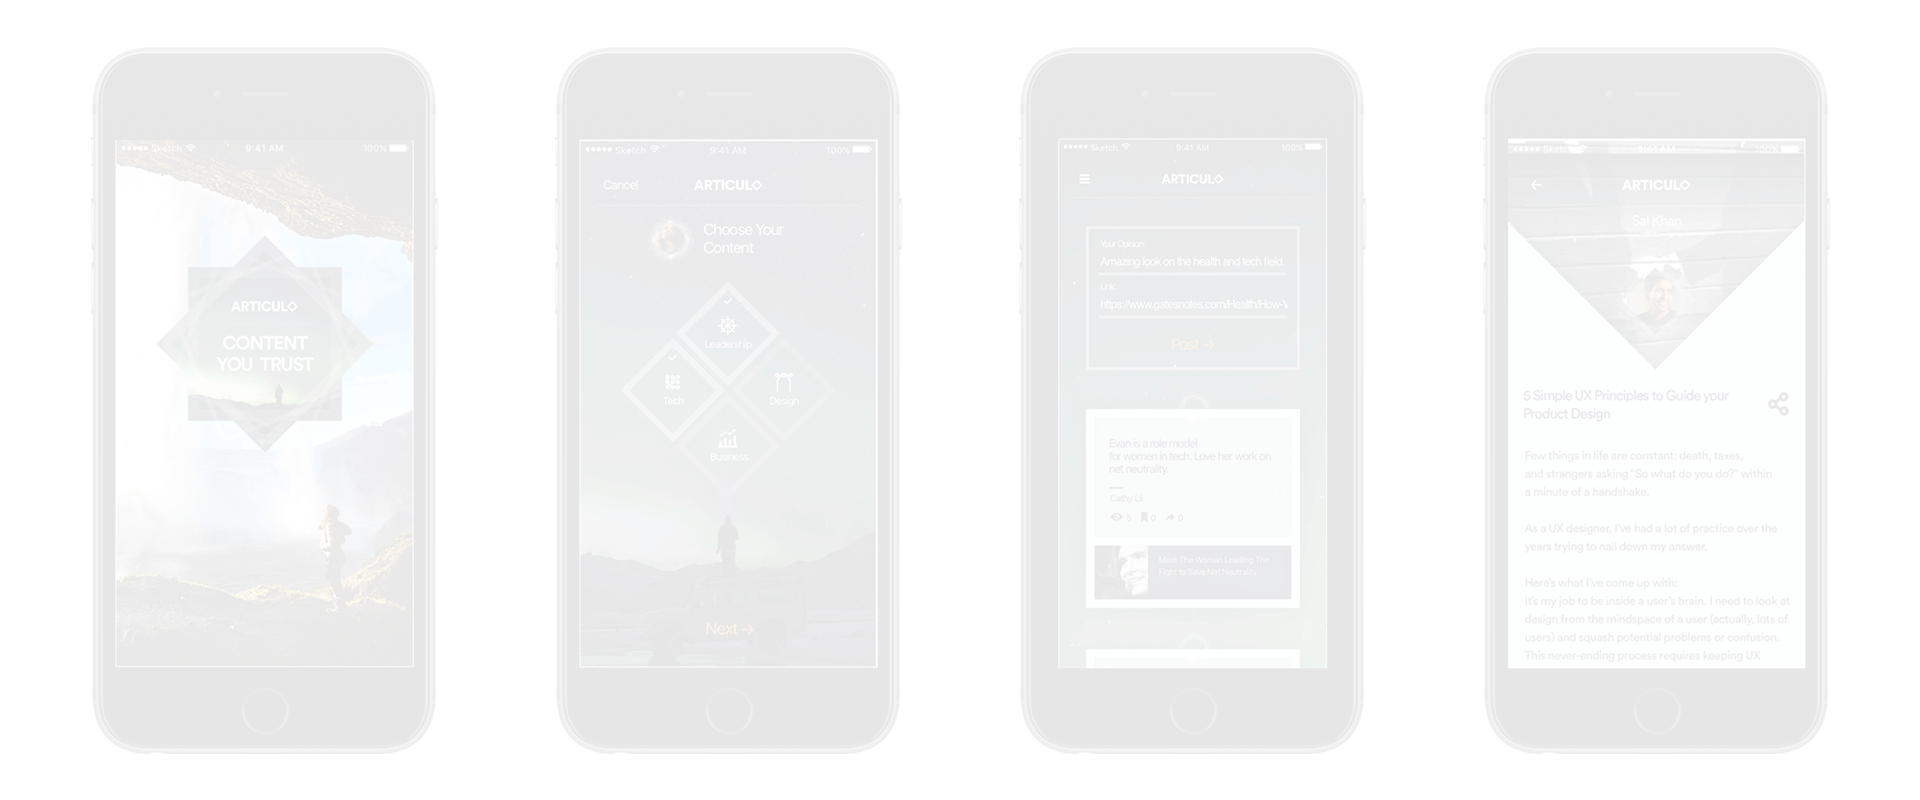 Sketch 9:41 AM 100%
ARTICULO
CONTENT
YOU TRUST
Sketch 9:41 AM 100%
Cancel ARTICULO
Choose Your
Content
Leadership
Tech
Design
Business
Next →
Sketch 9:41 AM 100%
ARTICULO
Your Opinion:
Amazing look on the health and tech field.
Link:
https://www.gatesnotes.com/Health/How-
Post →
Evan is a role model
for women in tech. Love her work on
net neutrality.
Cathy Li
5 0 0
Meet The Woman Leading The
Fight to Save Net Neutrality
Sketch 9:41 AM 100%
ARTICULO
Sal Khan
5 Simple UX Principles to Guide your
Product Design
Few things in life are constant: death, taxes,
and strangers asking "So what do you do?" within
a minute of a handshake.
As a UX designer, I've had a lot of practice over the
years trying to nail down my answer.
Here's what I've come up with:
It's my job to be inside a user's brain. I need to look at
design from the mindspace of a user (actually, lots of
users) and squash potential problems or confusion.
This never-ending process requires keeping UX